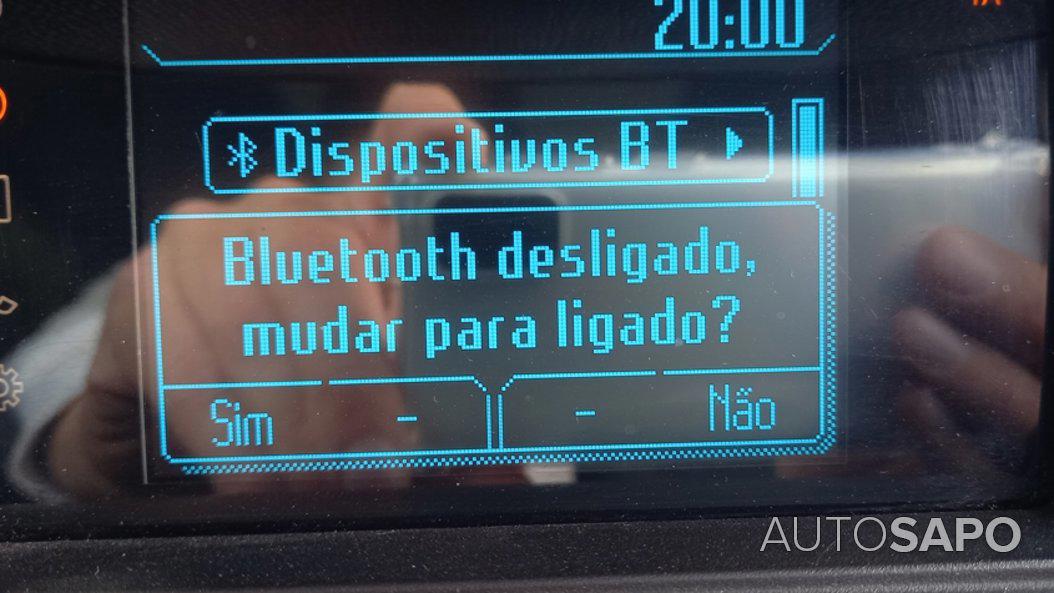 20:00
Dispositivos BT
Bluetooth desligado,
mudar para ligado?
Sim - - Não
AUTOSAPO